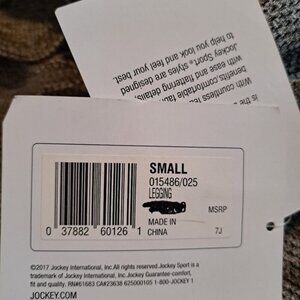 to help you look and feel your best.
Jockey Sport® styles are designed
with ease and flattering details
benefits.comfortable
with countless
is the
SMALL
015486/025
LEGGING
MSRP
MADE IN
CHINA
7J
0 37882 60126 1
©2017 Jockey International, Inc.All rights reserved.Jockey Sport is a
trademark of Jockey International, Inc Jockey Guarantee-comfort,
fit and quality. RN#61683 CA#23638 625000105 1-800-JOCKEY 1
JOCKEY.COM